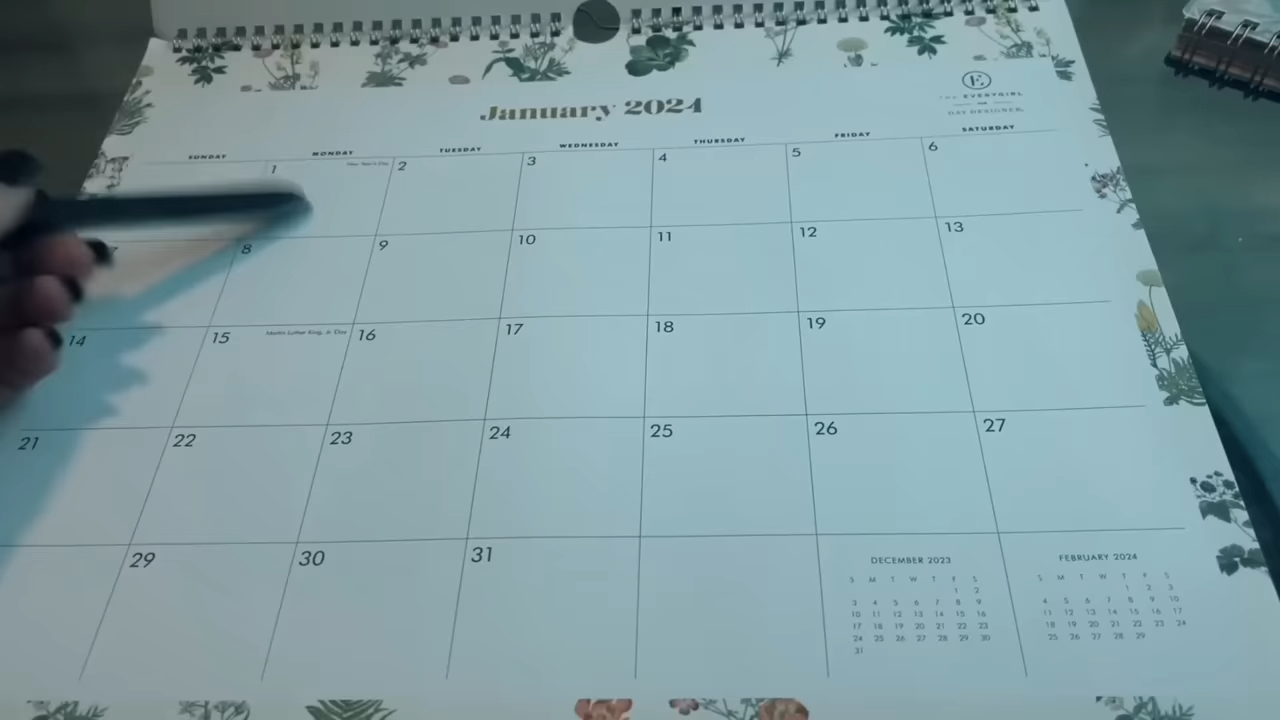 January 2024
E
THE EVERYGIRL
DAY DESIGNER.
SUNDAY MONDAY TUESDAY WEDNESDAY THURSDAY FRIDAY SATURDAY
1 New Year's Day 2 3 4 5 6
8 9 10 11 12 13
14 15 Martin Luther King, Jr. Day 16 17 18 19 20
21 22 23 24 25 26 27
29 30 31
DECEMBER 2023
S M T W T F S
1 2
3 4 5 6 7 8 9
10 11 12 13 14 15 16
17 18 19 20 21 22 23
24 25 26 27 28 29 30
31
FEBRUARY 2024
S M T W T F S
1 2 3
4 5 6 7 8 9 10
11 12 13 14 15 16 17
18 19 20 21 22 23 24
25 26 27 28 29